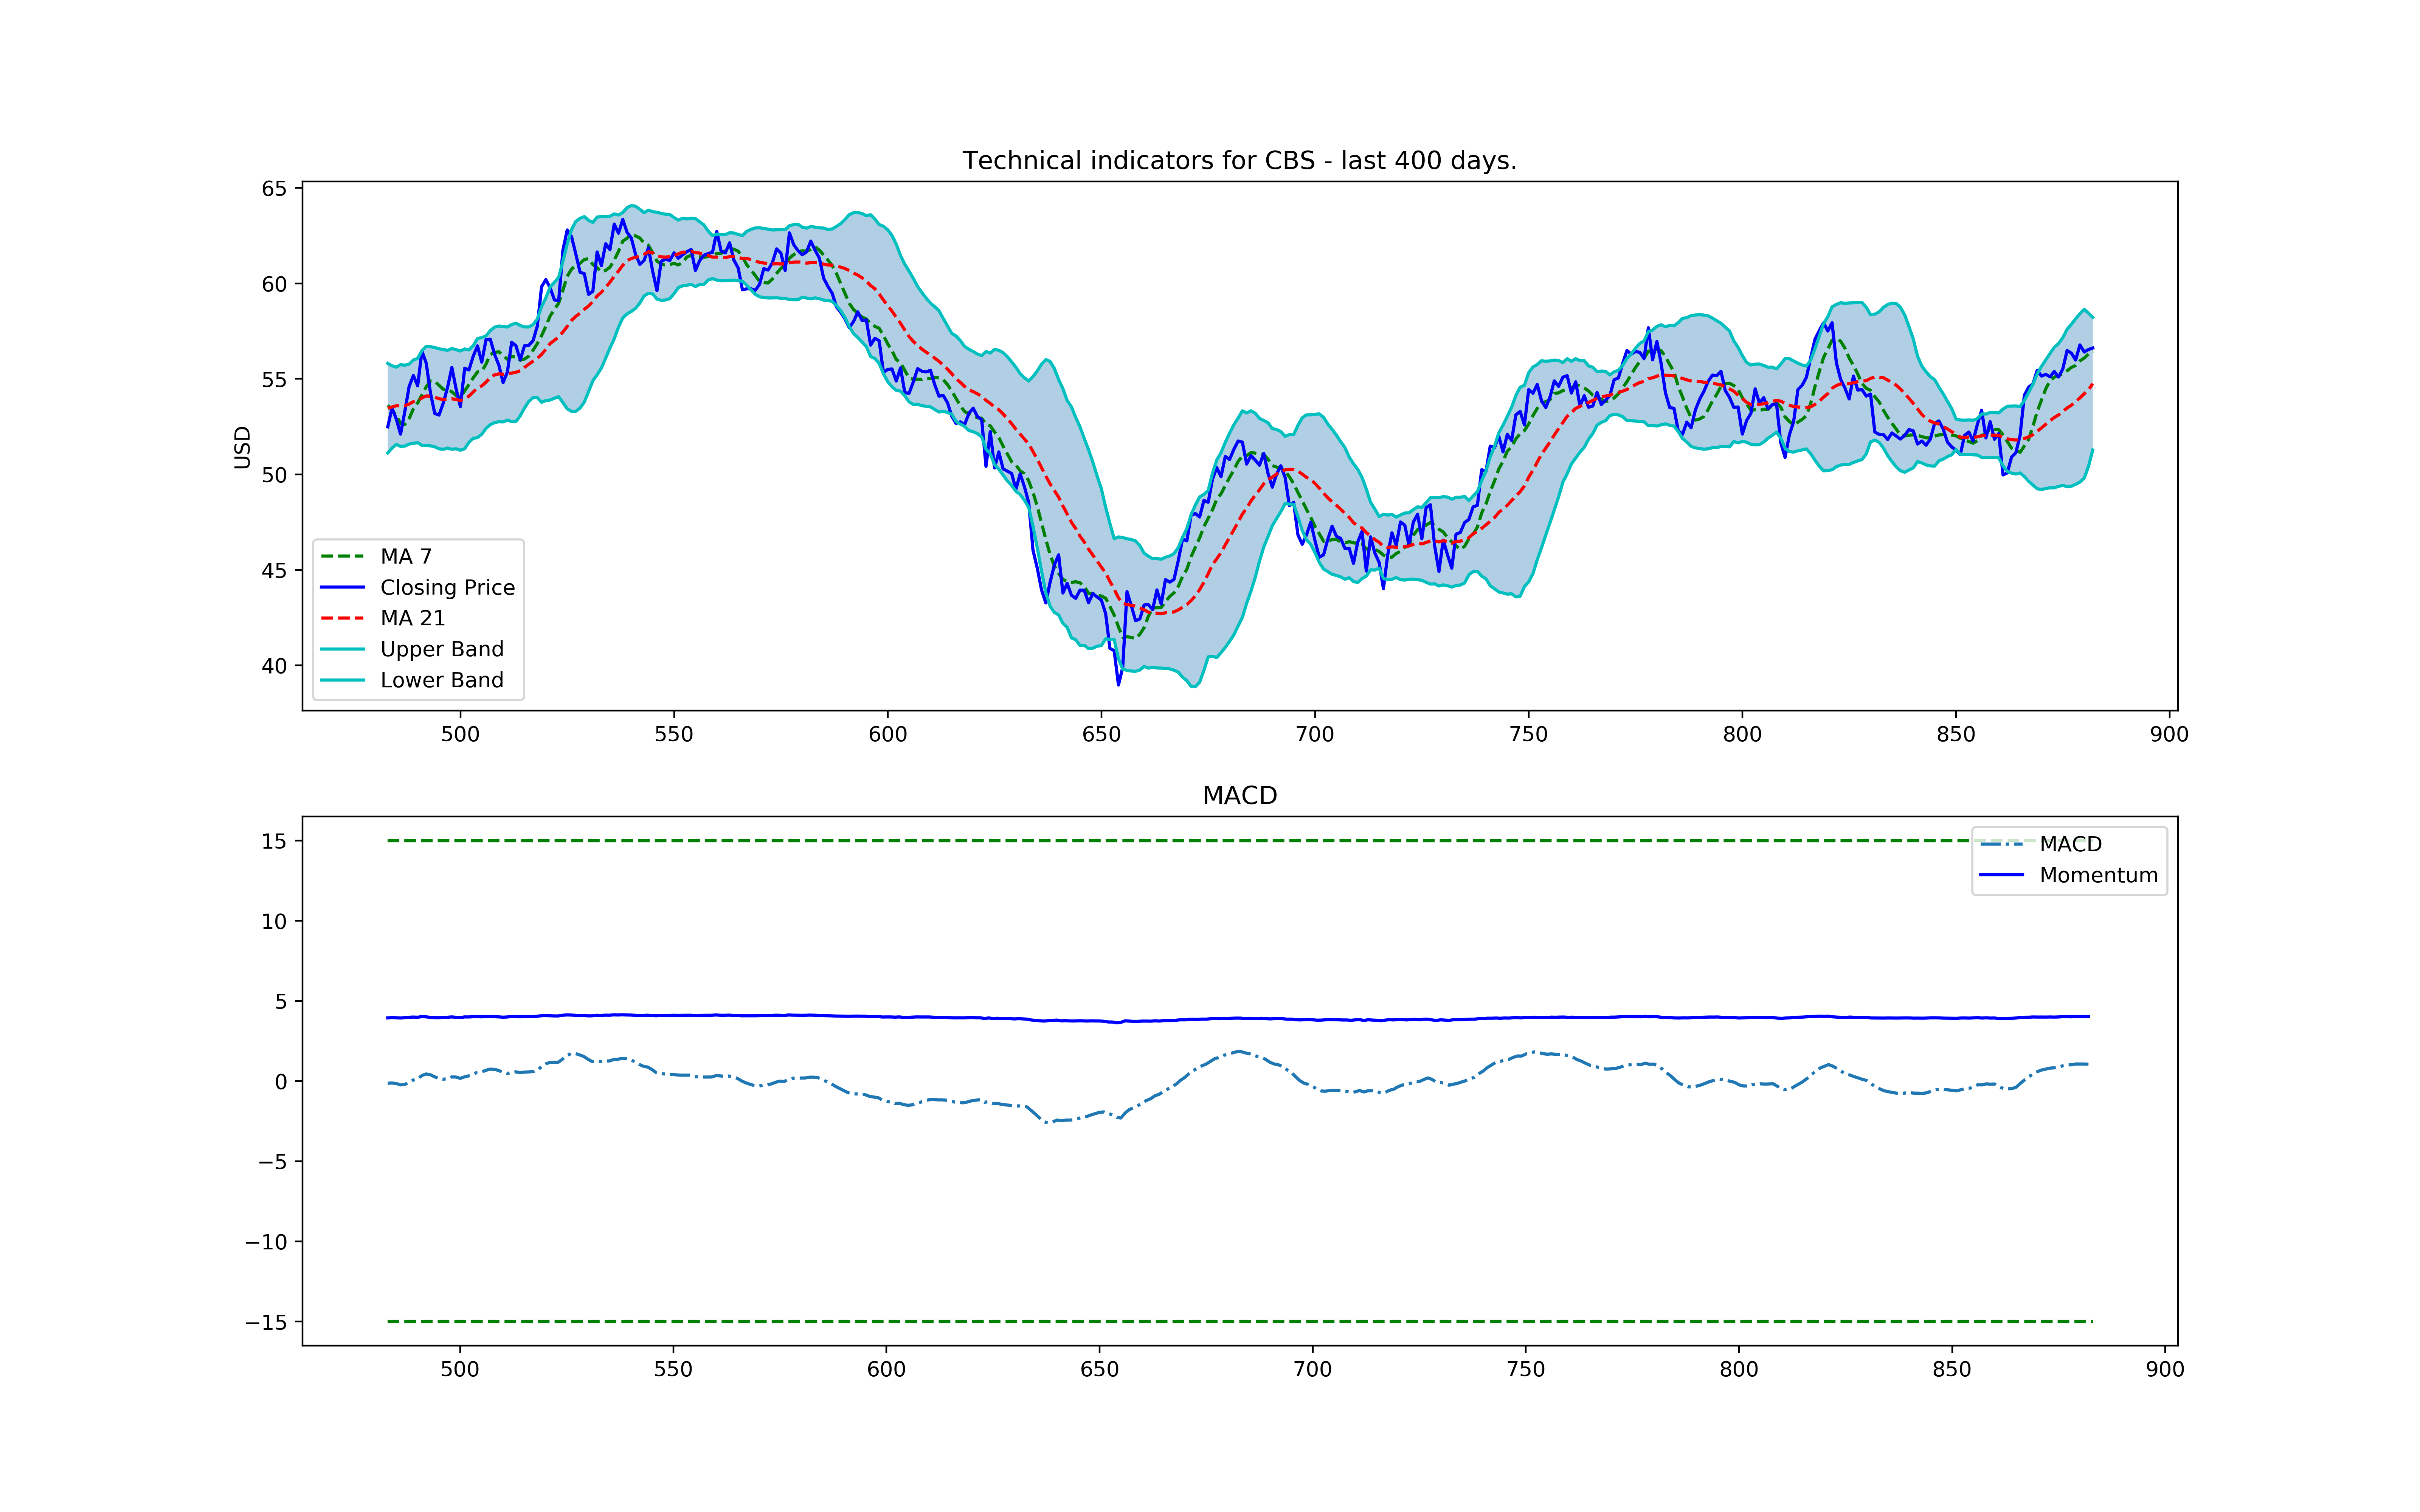 Technical indicators for CBS - last 400 days.
65
60
55
50
45
40
USD
MA 7
Closing Price
MA 21
Upper Band
Lower Band
500 550 600 650 700 750 800 850 900
MACD
15
10
5
0
−5
−10
−15
MACD
Momentum
500 550 600 650 700 750 800 850 900